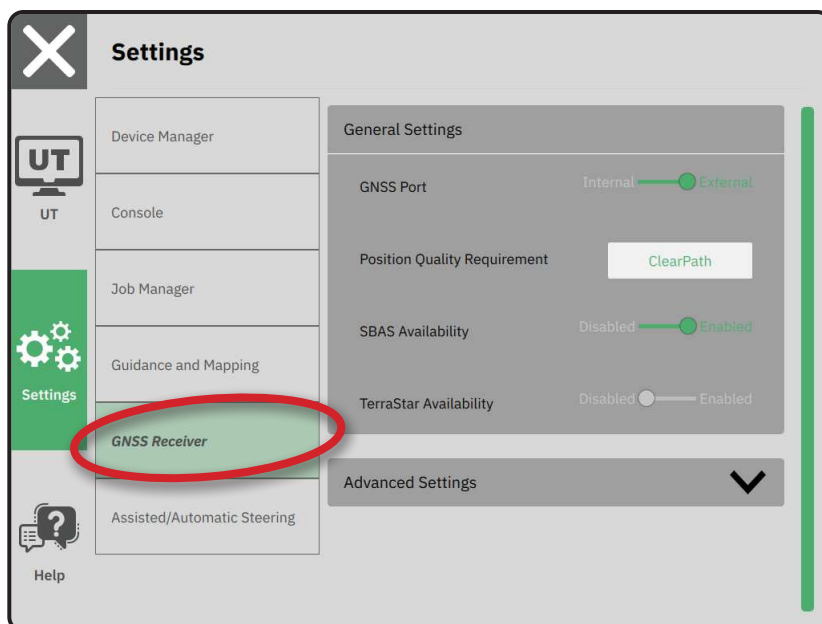 Settings
UT
UT
Settings
?
Help
Device Manager
Console
Job Manager
Guidance and Mapping
GNSS Receiver
Assisted/Automatic Steering
General Settings
GNSS Port Internal External
Position Quality Requirement ClearPath
SBAS Availability Disabled Enabled
TerraStar Availability Disabled Enabled
Advanced Settings